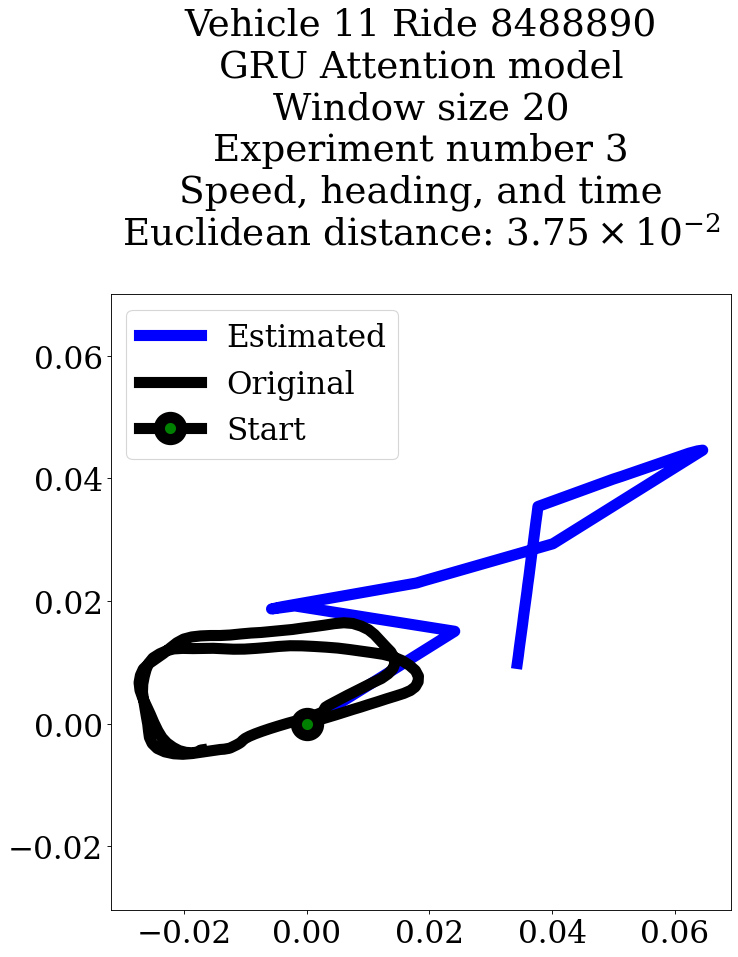 Vehicle 11 Ride 8488890
GRU Attention model
Window size 20
Experiment number 3
Speed, heading, and time
Euclidean distance: 3.75 × 10⁻²
Estimated
Original
Start
0.06
0.04
0.02
0.00
−0.02
−0.02 0.00 0.02 0.04 0.06